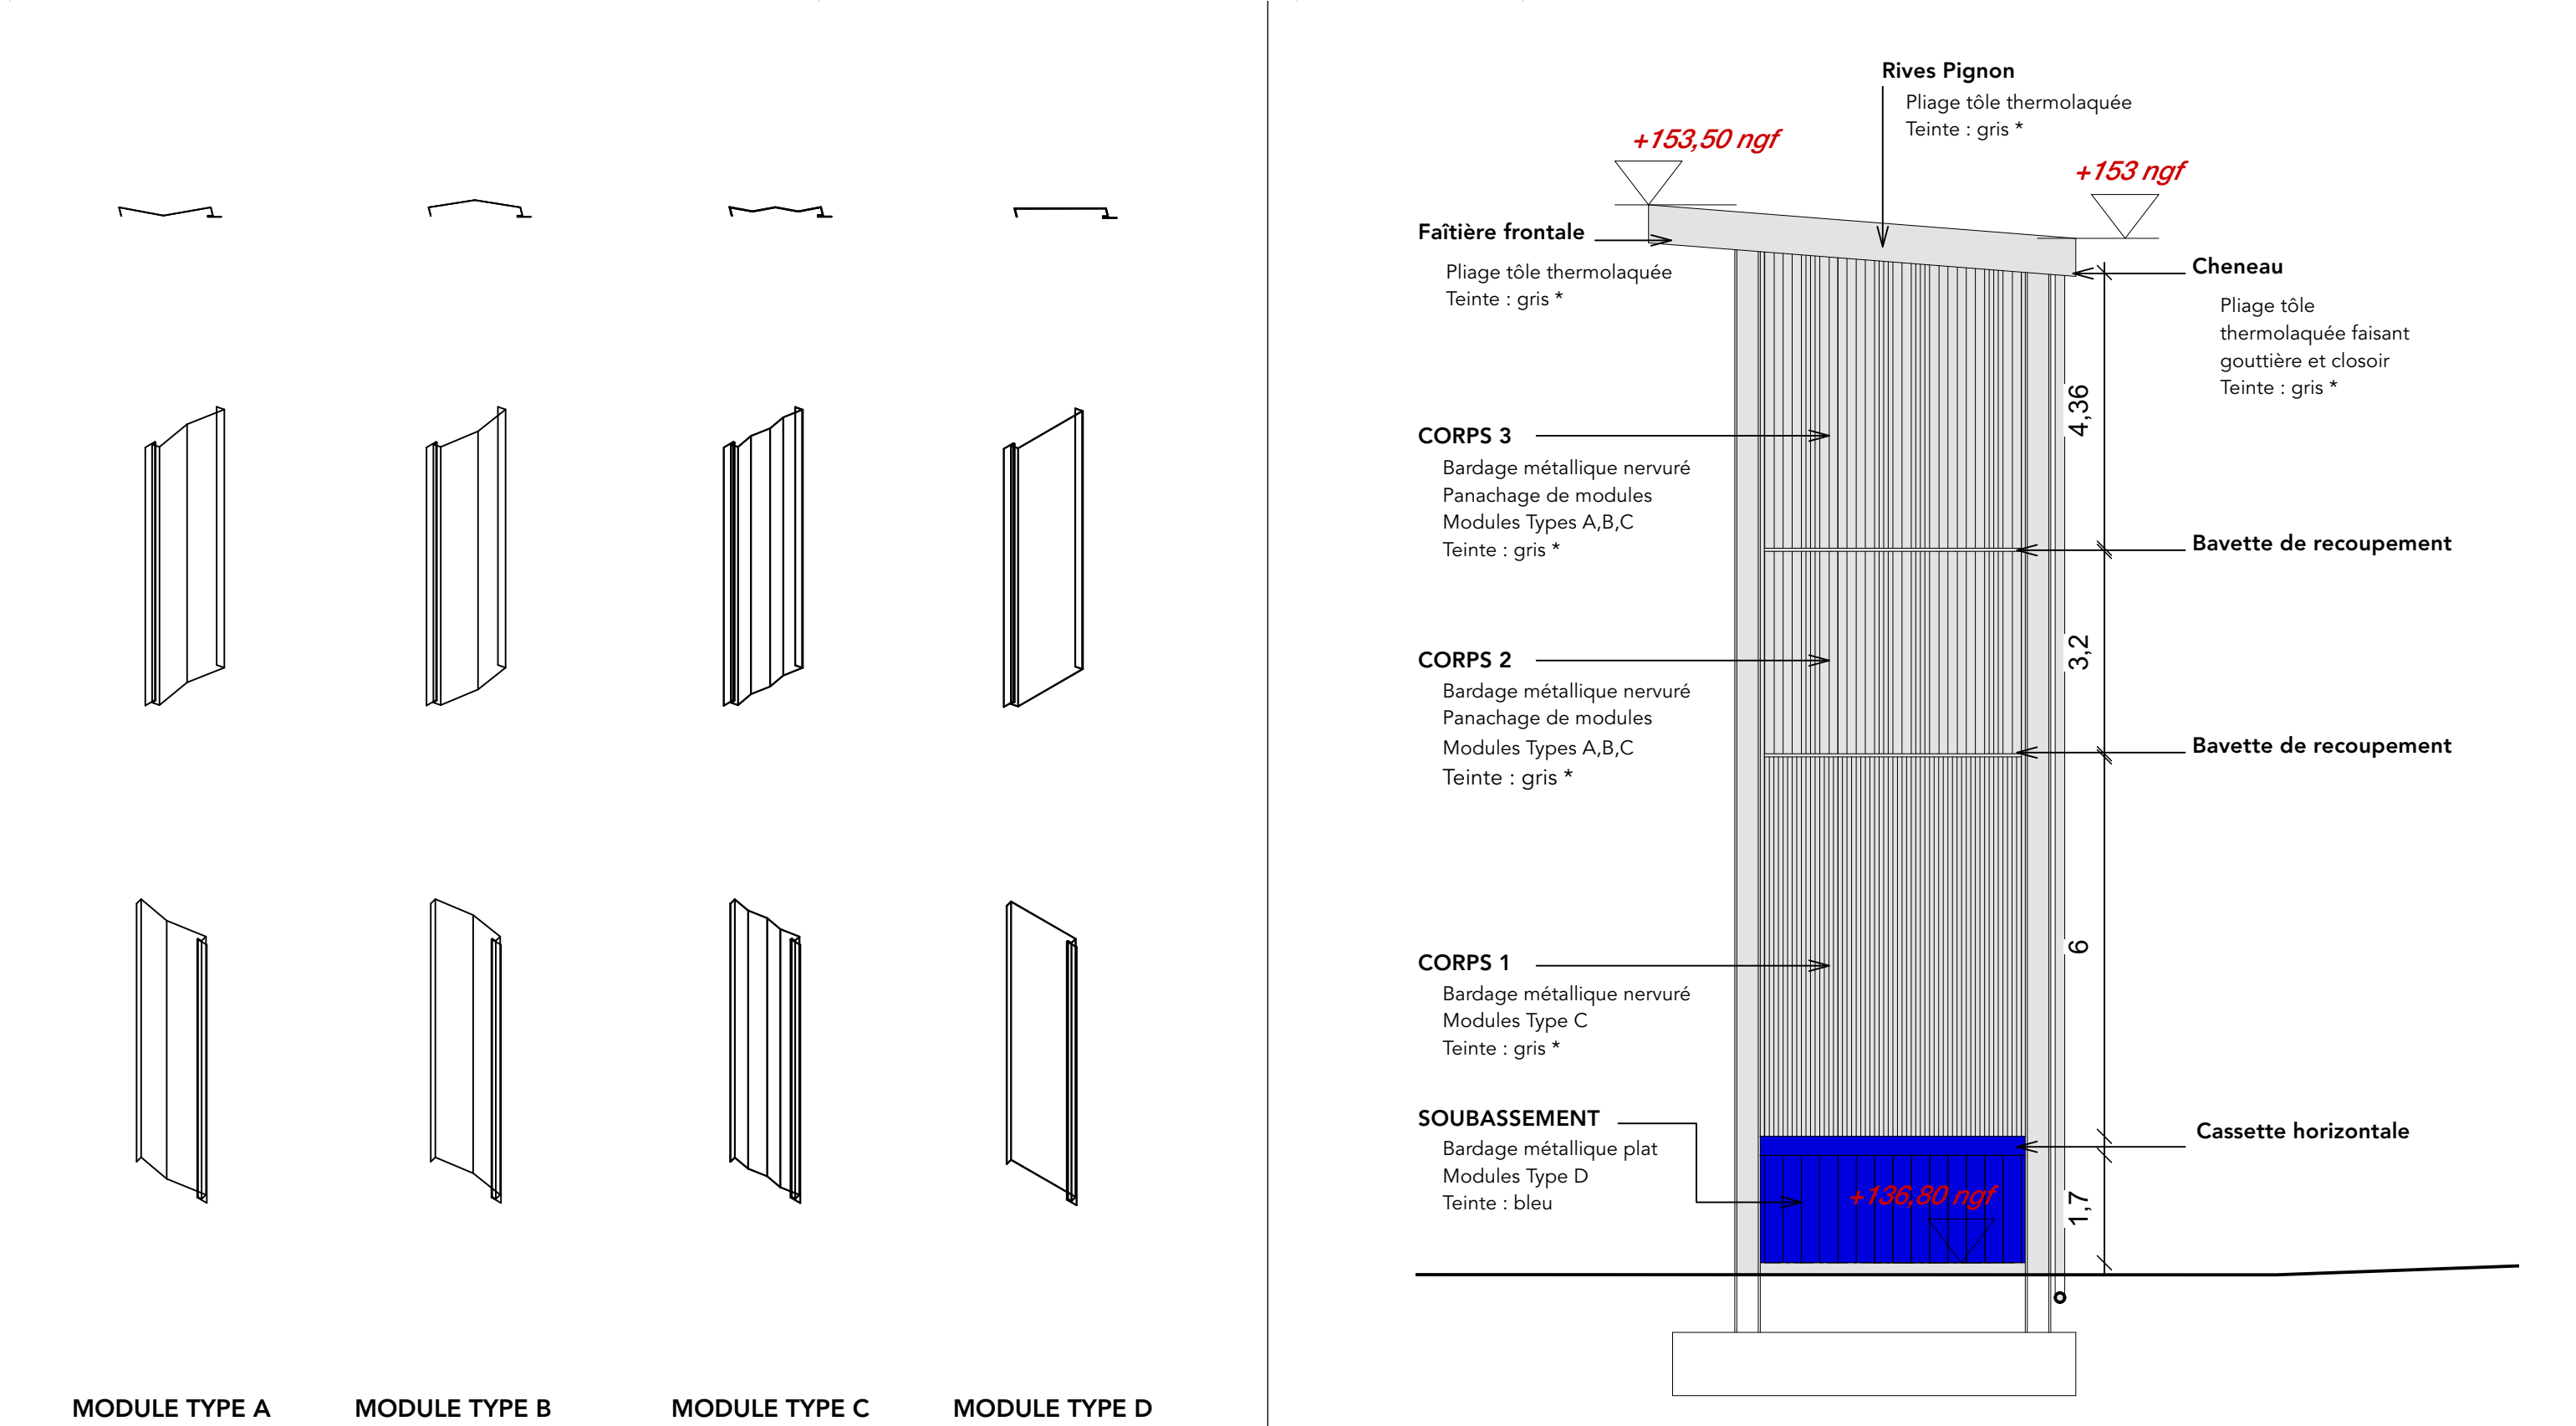 MODULE TYPE A
MODULE TYPE B
MODULE TYPE C
MODULE TYPE D
Rives Pignon
Pliage tôle thermolaquée
Teinte : gris *
+153,50 ngf
+153 ngf
Faîtière frontale
Pliage tôle thermolaquée
Teinte : gris *
Cheneau
Pliage tôle
thermolaquée faisant
gouttière et closoir
Teinte : gris *
4,36
CORPS 3
Bardage métallique nervuré
Panachage de modules
Modules Types A,B,C
Teinte : gris *
Bavette de recoupement
3,2
CORPS 2
Bardage métallique nervuré
Panachage de modules
Modules Types A,B,C
Teinte : gris *
Bavette de recoupement
6
CORPS 1
Bardage métallique nervuré
Modules Type C
Teinte : gris *
SOUBASSEMENT
Bardage métallique plat
Modules Type D
Teinte : bleu
Cassette horizontale
+136,80 ngf
1,7